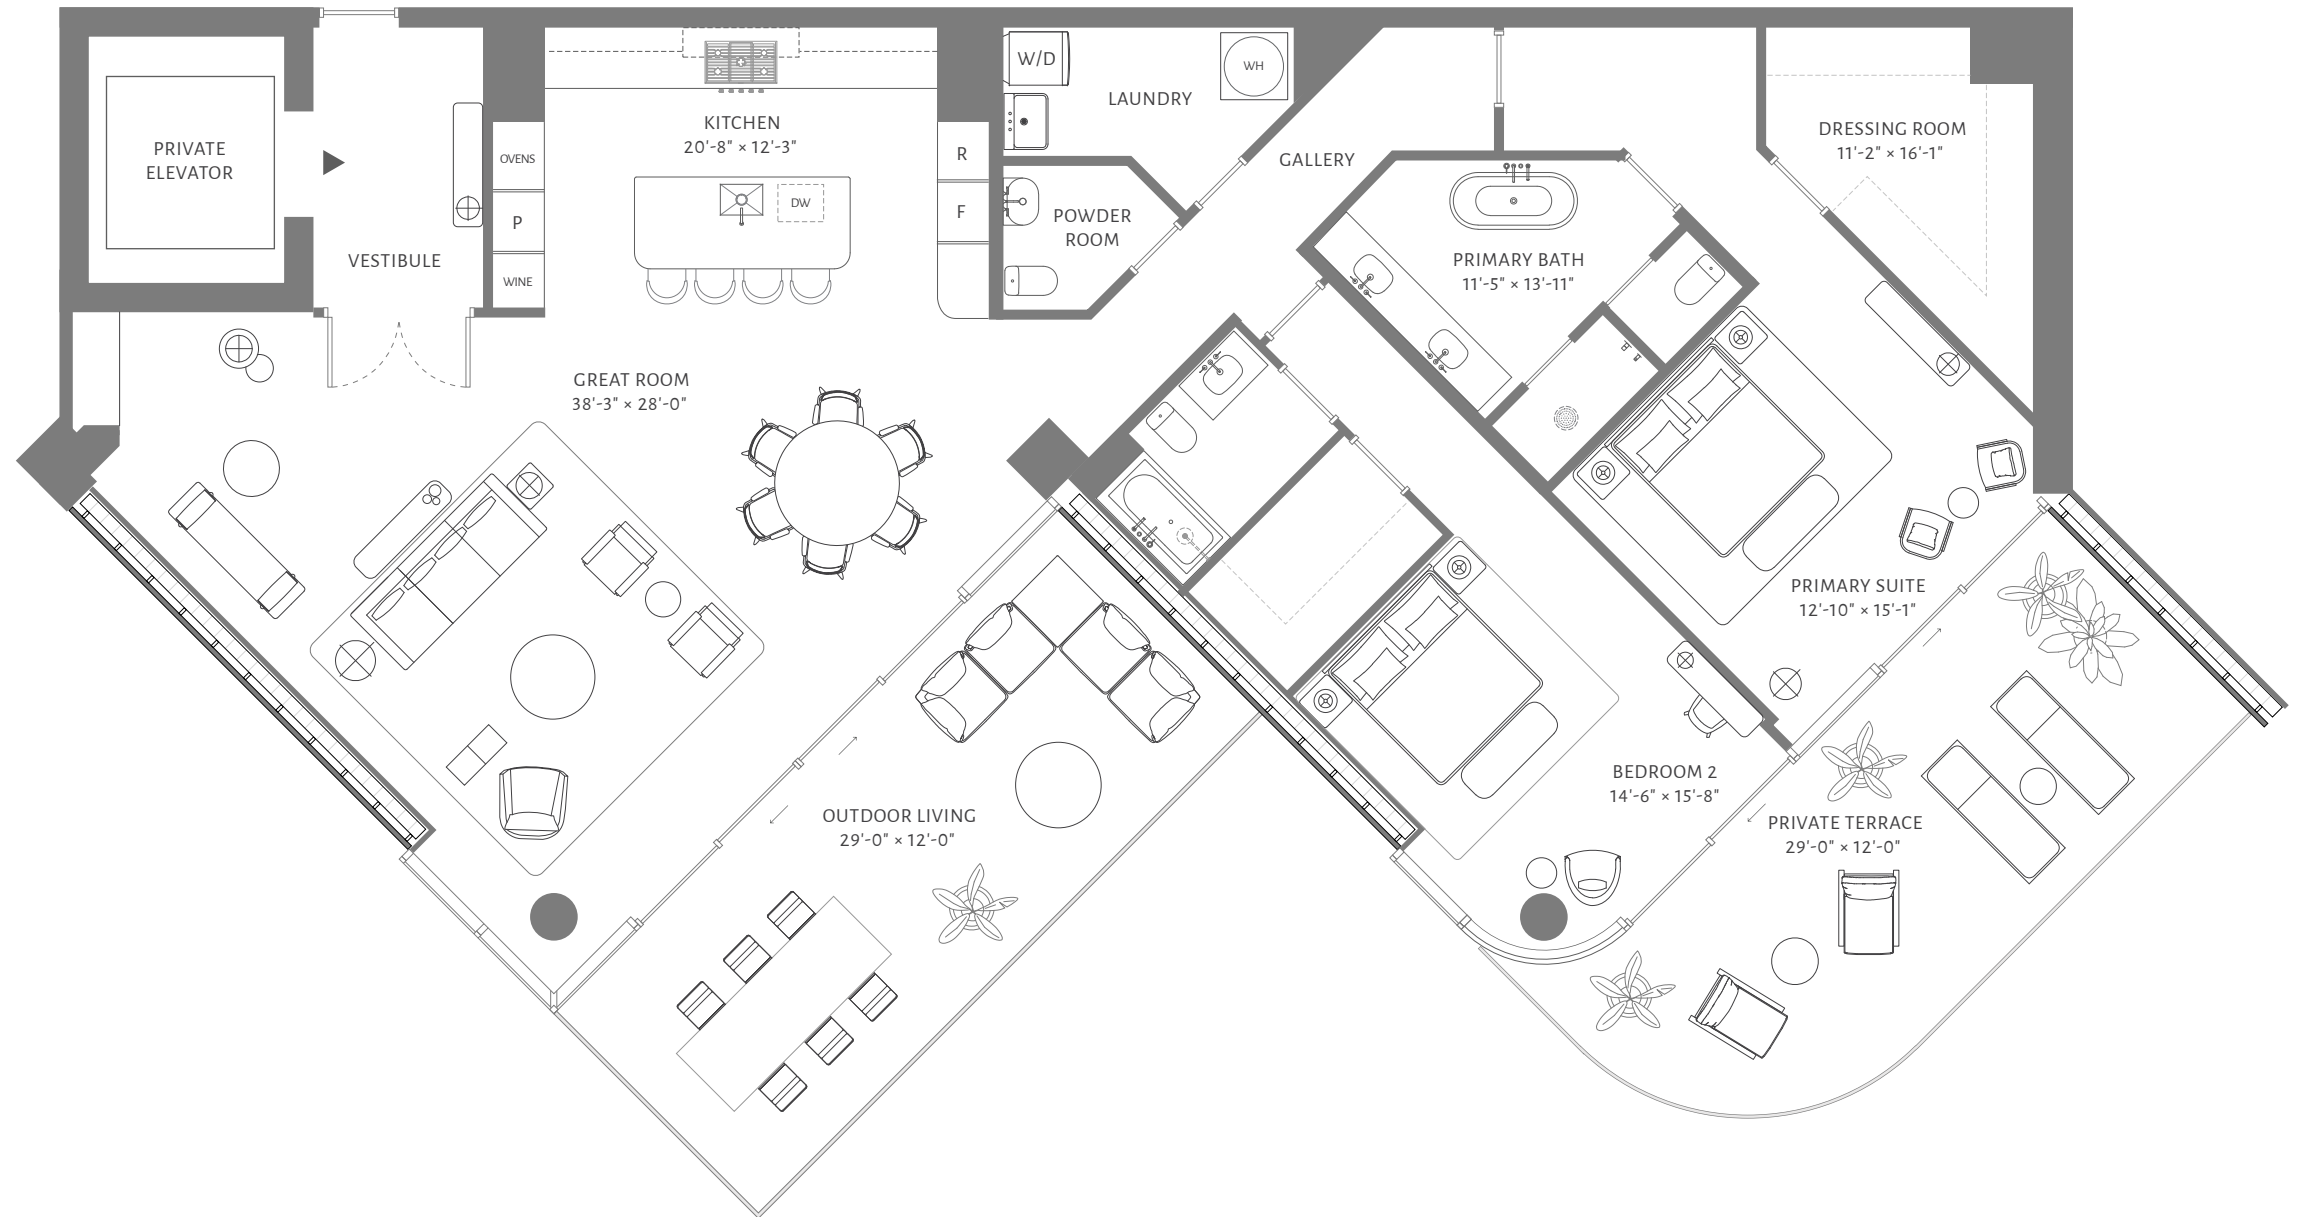 PRIVATE
ELEVATOR
VESTIBULE
OVENS
P
WINE
KITCHEN
20'-8" × 12'-3"
DW
R
F
W/D
LAUNDRY
WH
POWDER
ROOM
GALLERY
PRIMARY BATH
11'-5" × 13'-11"
DRESSING ROOM
11'-2" × 16'-1"
GREAT ROOM
38'-3" × 28'-0"
PRIMARY SUITE
12'-10" × 15'-1"
BEDROOM 2
14'-6" × 15'-8"
OUTDOOR LIVING
29'-0" × 12'-0"
PRIVATE TERRACE
29'-0" × 12'-0"